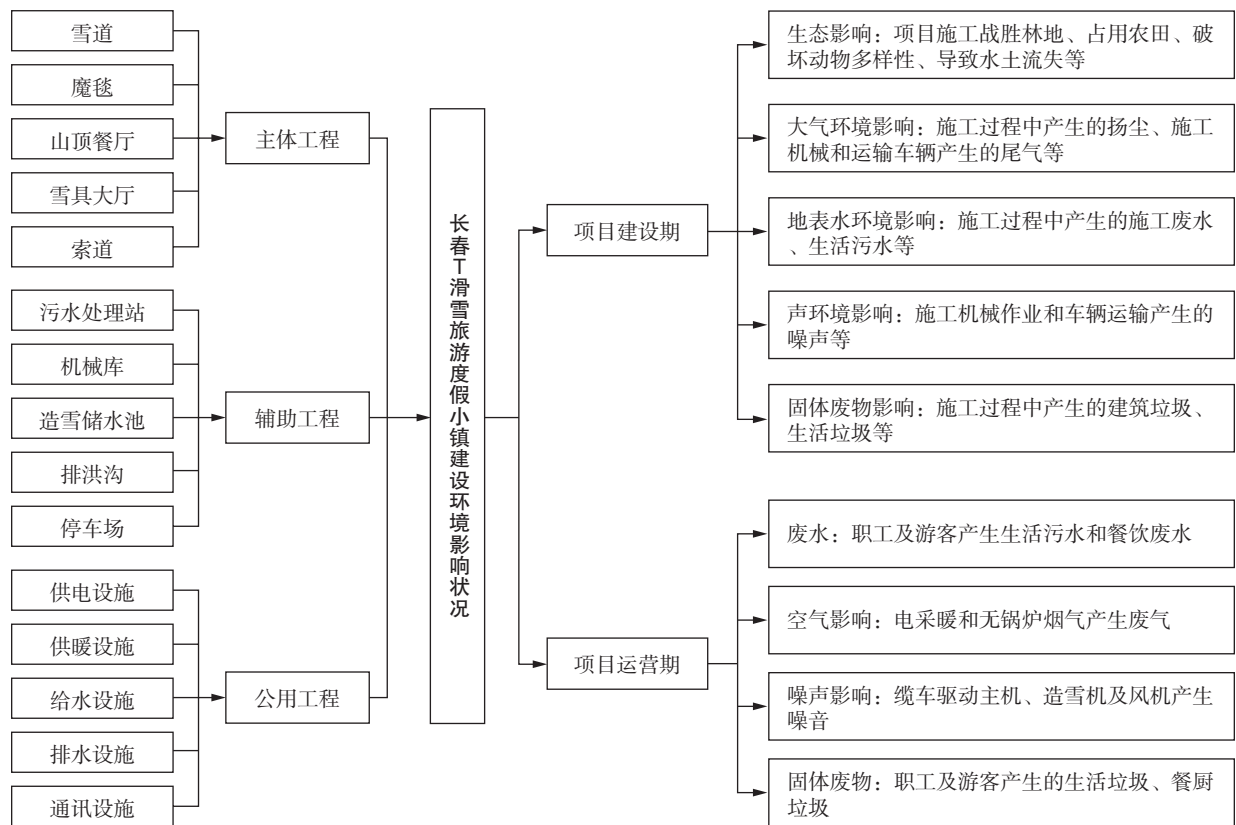 雪道
魔毯
山顶餐厅
雪具大厅
索道
主体工程
污水处理站
机械库
造雪储水池
排洪沟
停车场
辅助工程
供电设施
供暖设施
给水设施
排水设施
通讯设施
公用工程
长春T滑雪旅游度假小镇建设环境影响状况
项目建设期
生态影响：项目施工战胜林地、占用农田、破
坏动物多样性、导致水土流失等
大气环境影响：施工过程中产生的扬尘、施工
机械和运输车辆产生的尾气等
地表水环境影响：施工过程中产生的施工废水
、生活污水等
声环境影响：施工机械作业和车辆运输产生的
噪声等
固体废物影响：施工过程中产生的建筑垃圾、
生活垃圾等
项目运营期
废水：职工及游客产生生活污水和餐饮废水
空气影响：电采暖和无锅炉烟气产生废气
噪声影响：缆车驱动主机、造雪机及风机产生
噪音
固体废物：职工及游客产生的生活垃圾、餐厨
垃圾